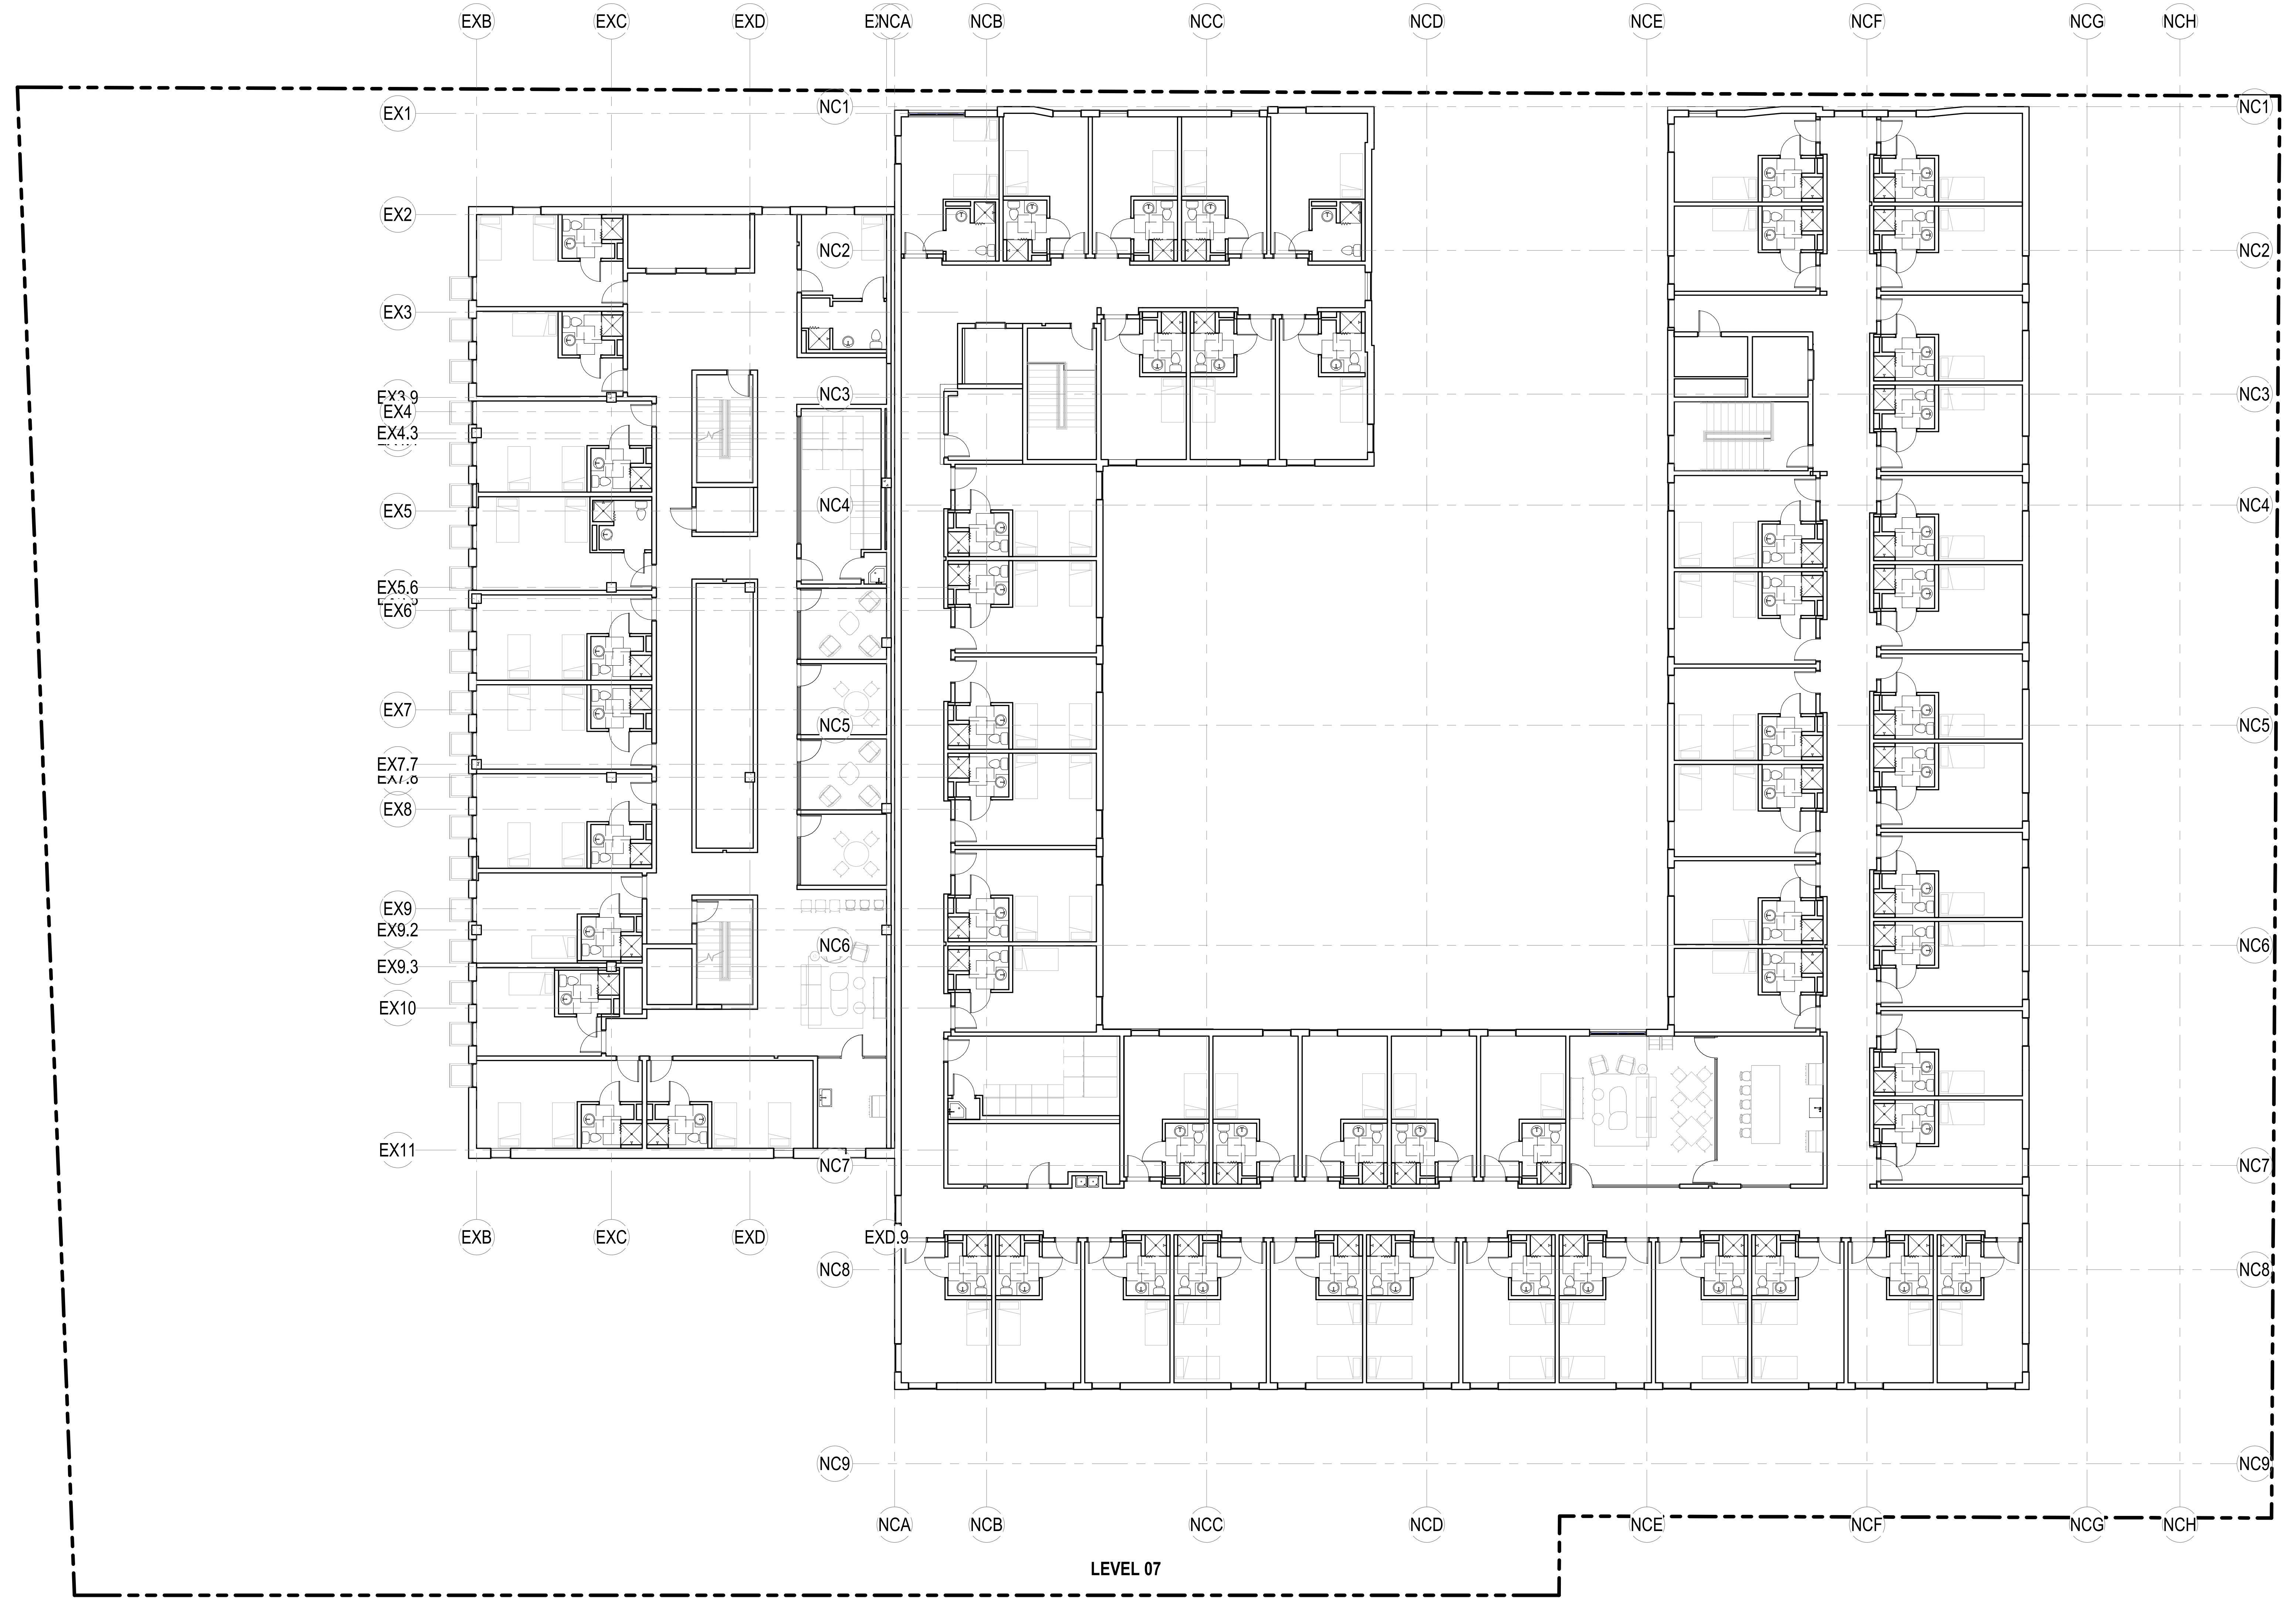 EXB EXC EXD NCA NCB NCC NCD NCE NCF NCG NCH
NC1 NC1
EX1
EX2
NC2 NC2
EX3
NC3 NC3
EX3.9
EX4
EX4.3
NC4 NC4
EX5
EX5.6
EX6
EX7
NC5 NC5
EX7.7
EX8
EX9
EX9.2
NC6 NC6
EX9.3
EX10
EX11
NC7 NC7
EXB EXC EXD EXD.9
NC8 NC8
NC9 NC9
NCA NCB NCC NCD NCE NCF NCG NCH
LEVEL 07